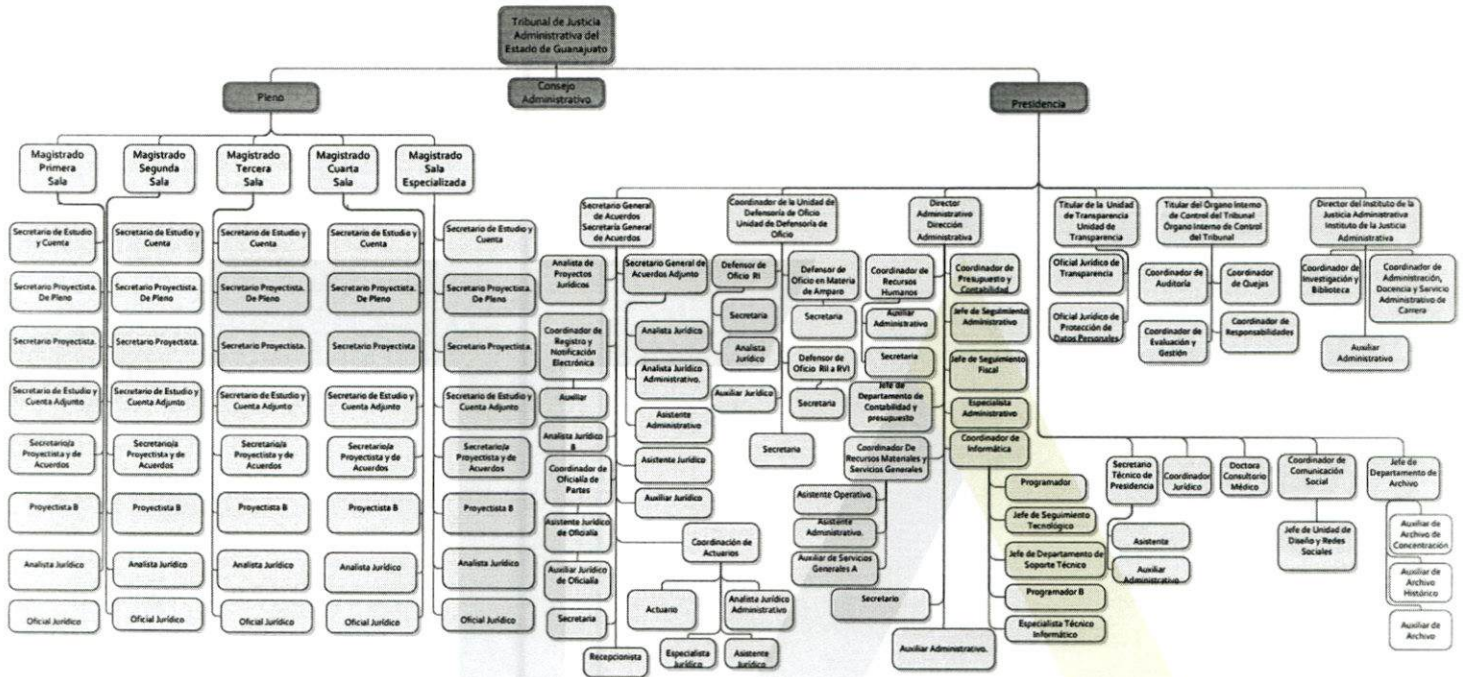 Tribunal de Justicia
Administrativa del
Estado de Guanajuato
Pleno
Consejo
Administrativo
Presidencia
Magistrado
Primera
Sala
Magistrado
Segunda
Sala
Magistrado
Tercera
Sala
Magistrado
Cuarta
Sala
Magistrado
Sala
Especializada
Secretario de Estudio
y Cuenta
Secretario Proyectista.
De Pleno
Secretario Proyectista.
Secretario de Estudio y
Cuenta Adjunto
Secretario/a
Proyectista y de
Acuerdos
Proyectista B
Analista Jurídico
Oficial Jurídico
Secretario de Estudio y
Cuenta
Secretario Proyectista.
De Pleno
Secretario Proyectista.
Secretario de Estudio y
Cuenta Adjunto
Secretario/a
Proyectista y de
Acuerdos
Proyectista B
Analista Jurídico
Oficial Jurídico
Secretario de Estudio y
Cuenta
Secretario Proyectista.
De Pleno
Secretario Proyectista.
Secretario de Estudio y
Cuenta Adjunto
Secretario/a
Proyectista y de
Acuerdos
Proyectista B
Analista Jurídico
Oficial Jurídico
Secretario de Estudio y
Cuenta
Secretario Proyectista.
De Pleno
Secretario Proyectista
Secretario de Estudio y
Cuenta Adjunto
Secretario/a
Proyectista y de
Acuerdos
Proyectista B
Analista Jurídico
Oficial Jurídico
Secretario de Estudio y
Cuenta
Secretario Proyectista.
De Pleno
Secretario Proyectista.
Secretario de Estudio y
Cuenta Adjunto
Secretario/a
Proyectista y de
Acuerdos
Proyectista B
Analista Jurídico
Oficial Jurídico
Secretario General
de Acuerdos
Secretaría General
de Acuerdos
Analista de
Proyectos
Jurídicos
Coordinador de
Registro y
Notificación
Electrónica
Auxiliar
Analista Jurídico
B
Coordinador de
Oficialía de
Partes
Asistente Jurídico
de Oficialía
Auxiliar Jurídico
de Oficialía
Secretaria
Recepcionista
Secretario General de
Acuerdos Adjunto
Analista Jurídico
Analista Jurídico
Administrativo.
Asistente
Administrativo
Asistente Jurídico
Auxiliar Jurídico
Coordinación de
Actuarios
Actuario
Analista Jurídico
Administrativo
Especialista
Jurídico
Asistente
Jurídico
Coordinador de la Unidad de
Defensoría de Oficio
Unidad de Defensoría de
Oficio
Defensor de
Oficio RI
Secretaria
Analista
Jurídico
Auxiliar Jurídico
Defensor de
Oficio en Materia
de Amparo
Secretaria
Defensor de
Oficio RII a RVI
Secretaria
Secretaria
Director
Administrativo
Dirección
Administrativa
Coordinador de
Recursos
Humanos
Auxiliar
Administrativo
Secretaria
Jefe de
Departamento de
Contabilidad y
presupuesto
Coordinador De
Recursos Materiales y
Servicios Generales
Asistente Operativo.
Asistente
Administrativo.
Auxiliar de Servicios
Generales A
Secretario
Auxiliar Administrativo.
Coordinador de
Presupuesto y
Contabilidad
Jefe de Seguimiento
Administrativo
Jefe de Seguimiento
Fiscal
Especialista
Administrativo
Coordinador de
Informática
Programador
Jefe de Seguimiento
Tecnológico
Jefe de Departamento de
Soporte Técnico
Programador B
Especialista Técnico
Informático
Titular de la Unidad
de Transparencia
Unidad de
Transparencia
Oficial Jurídico de
Transparencia
Oficial Jurídico de
Protección de
Datos Personales
Titular del Órgano Interno
de Control del Tribunal
Órgano Interno de Control
del Tribunal
Coordinador de
Auditoría
Coordinador
de Quejas
Coordinador de
Evaluación y
Gestión
Coordinador de
Responsabilidades
Director del Instituto de la
Justicia Administrativa
Instituto de la Justicia
Administrativa
Coordinador de
Investigación y
Biblioteca
Coordinador de
Administración,
Docencia y Servicio
Administrativo de
Carrera
Auxiliar
Administrativo
Secretario
Técnico de
Presidencia
Asistente
Auxiliar
Administrativo
Coordinador
Jurídico
Doctora
Consultorio
Médico
Coordinador de
Comunicación
Social
Jefe de Unidad de
Diseño y Redes
Sociales
Jefe de
Departamento de
Archivo
Auxiliar de
Archivo de
Concentración
Auxiliar de
Archivo
Histórico
Auxiliar de
Archivo